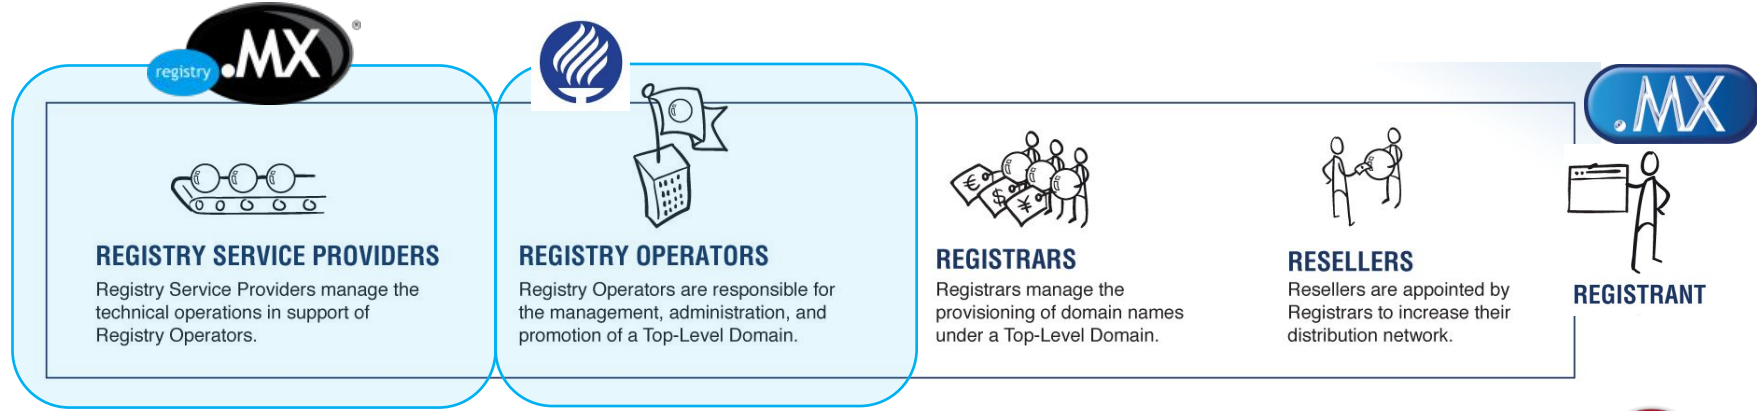 registry .MX ®
.MX
€ $ ¥
REGISTRY SERVICE PROVIDERS
Registry Service Providers manage the
technical operations in support of
Registry Operators.
REGISTRY OPERATORS
Registry Operators are responsible for
the management, administration, and
promotion of a Top-Level Domain.
REGISTRARS
Registrars manage the
provisioning of domain names
under a Top-Level Domain.
RESELLERS
Resellers are appointed by
Registrars to increase their
distribution network.
REGISTRANT